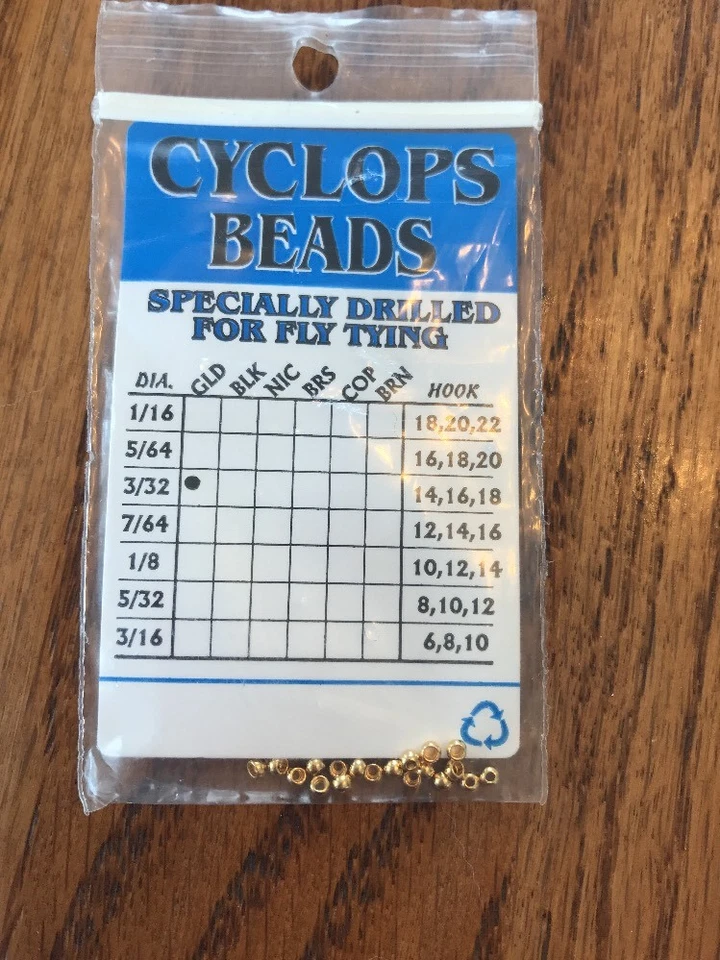 CYCLOPS
BEADS
SPECIALLY DRILLED
FOR FLY TYING
DIA. GLD BLK NIC BRS COP BRN HOOK
1/16 18,20,22
5/64 16,18,20
3/32 14,16,18
7/64 12,14,16
1/8 10,12,14
5/32 8,10,12
3/16 6,8,10